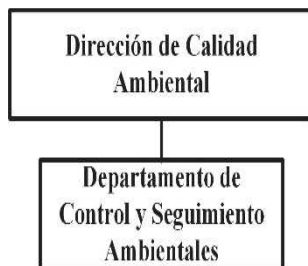 Dirección de Calidad
Ambiental
Departamento de
Control y Seguimiento
Ambientales